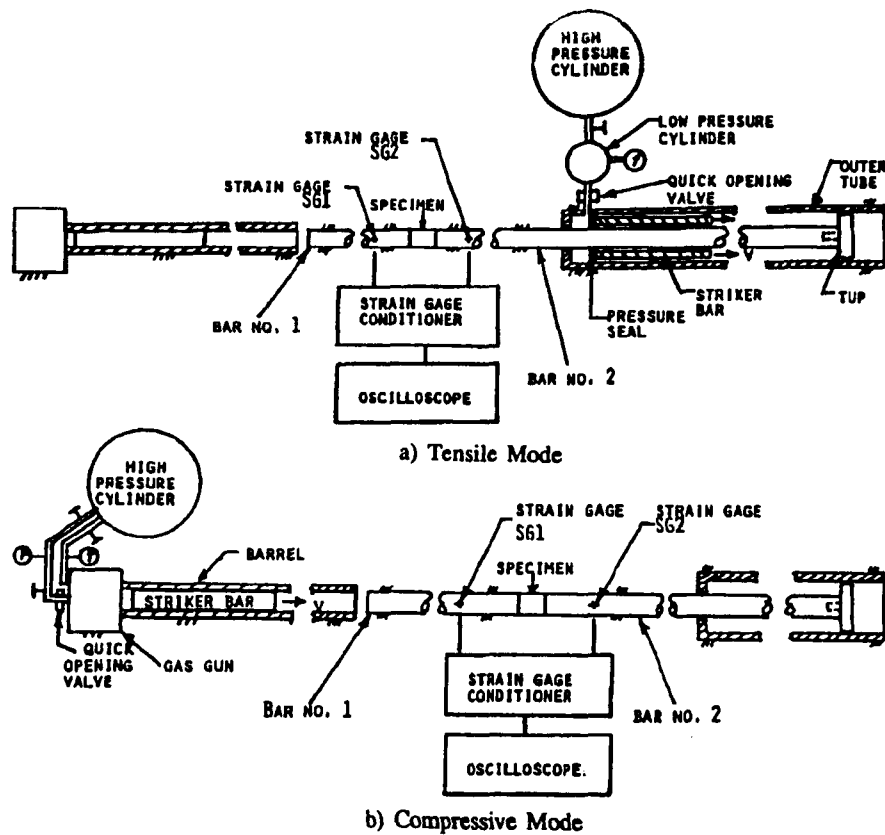 HIGH
PRESSURE
CYLINDER
LOW PRESSURE
CYLINDER
STRAIN GAGE
SG2
OUTER
TUBE
STRAIN GAGE
SG1
SPECIMEN
QUICK OPENING
VALVE
STRAIN GAGE
CONDITIONER
BAR NO. 1
STRIKER
BAR
TUP
PRESSURE
SEAL
BAR NO. 2
OSCILLOSCOPE
a) Tensile Mode
HIGH
PRESSURE
CYLINDER
STRAIN GAGE
SG1
STRAIN GAGE
SG2
P
P
BARREL
SPECIMEN
STRIKER BAR
V
QUICK
OPENING
VALVE
GAS GUN
STRAIN GAGE
CONDITIONER
BAR NO. 1
BAR NO. 2
OSCILLOSCOPE.
b) Compressive Mode